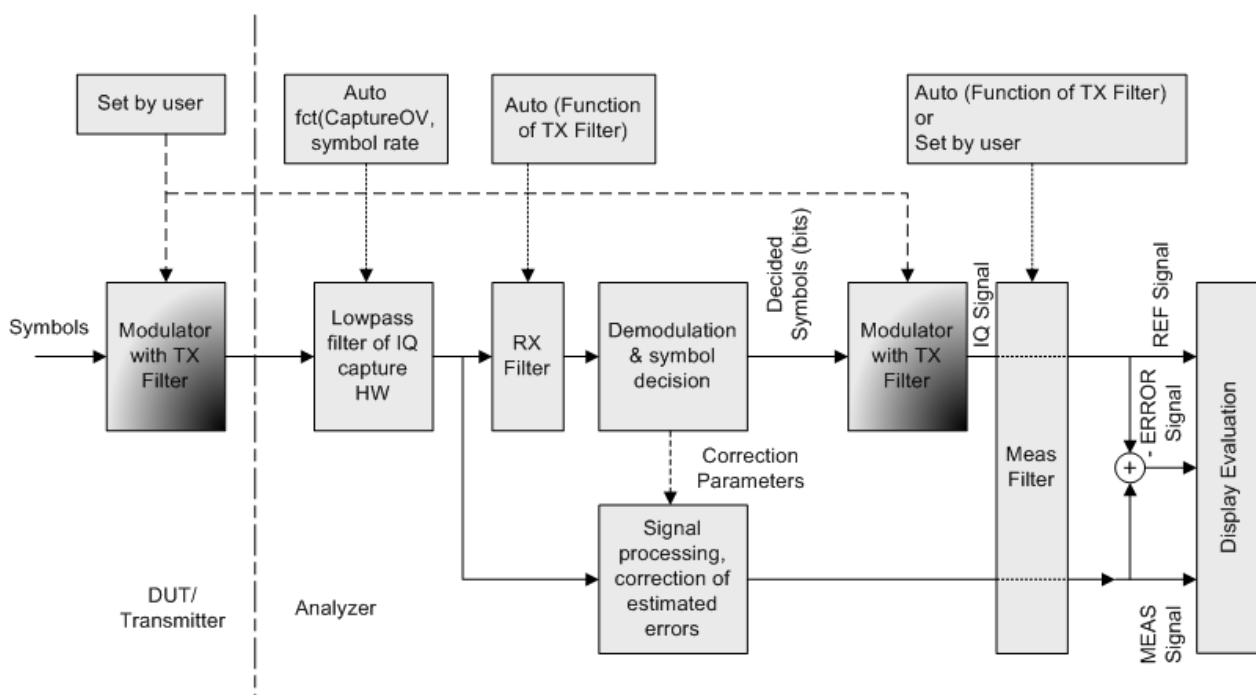 Set by user
Auto
fct(CaptureOV,
symbol rate
Auto (Function
of TX Filter)
Auto (Function of TX Filter)
or
Set by user
Symbols
Modulator
with TX
Filter
Lowpass
filter of IQ
capture
HW
RX
Filter
Demodulation
& symbol
decision
Decided
Symbols (bits)
Modulator
with TX
Filter
IQ Signal
Meas
Filter
REF Signal
- ERROR
Signal
+
MEAS
Signal
Display Evaluation
Correction
Parameters
Signal
processing,
correction of
estimated
errors
DUT/
Transmitter
Analyzer